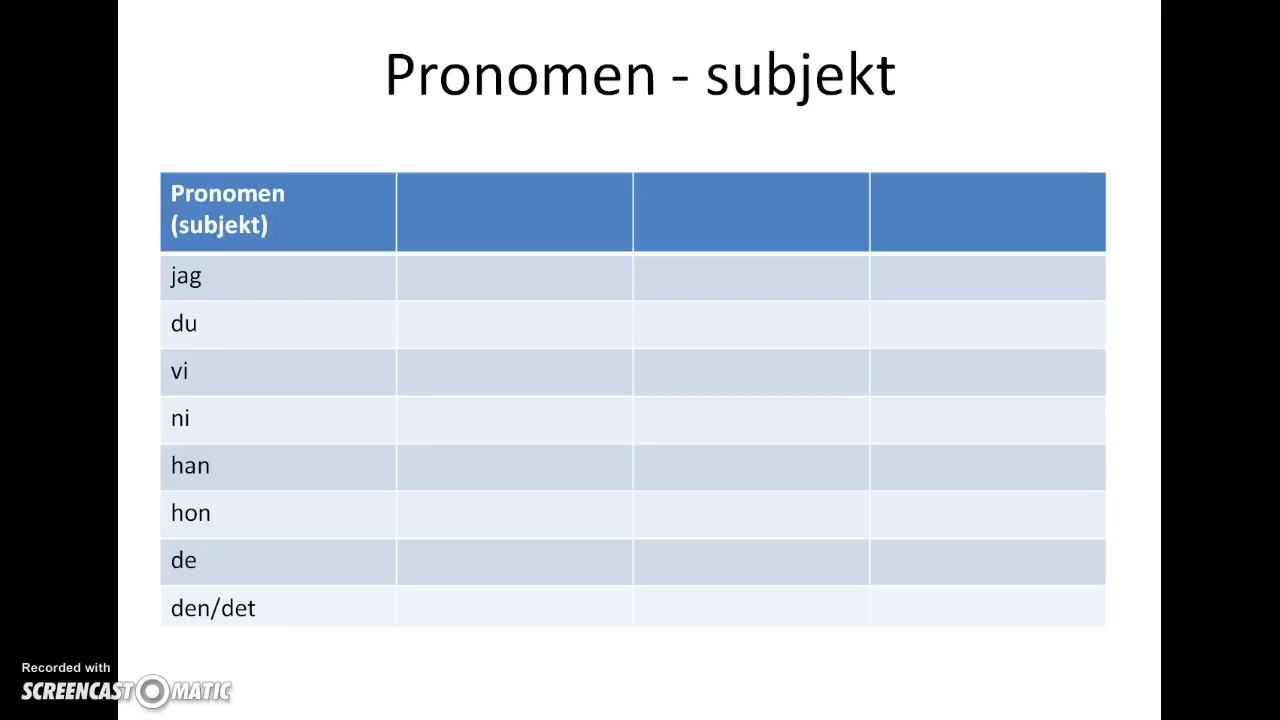 Pronomen - subjekt
Pronomen
(subjekt)
jag
du
vi
ni
han
hon
de
den/det
Recorded with
SCREENCAST MATIC